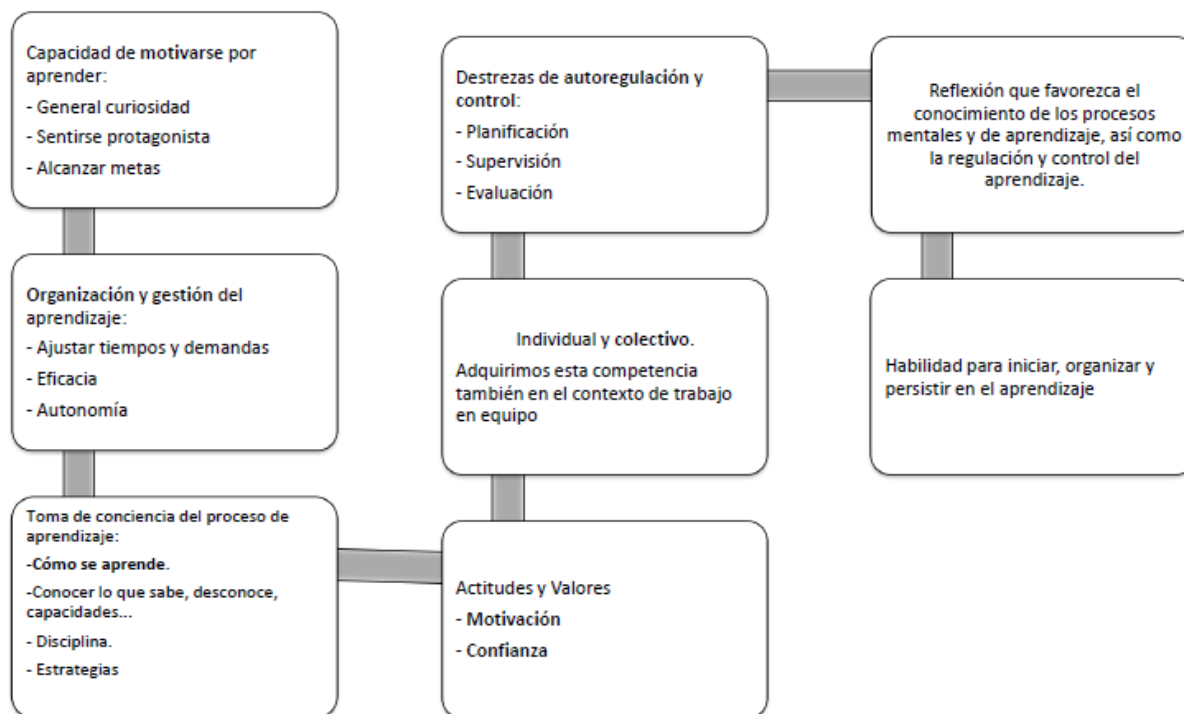 Capacidad de motivarse por
aprender:
- General curiosidad
- Sentirse protagonista
- Alcanzar metas
Organización y gestión del
aprendizaje:
- Ajustar tiempos y demandas
- Eficacia
- Autonomía
Toma de conciencia del proceso de
aprendizaje:
-Cómo se aprende.
-Conocer lo que sabe, desconoce,
capacidades...
- Disciplina.
- Estrategias
Actitudes y Valores
- Motivación
- Confianza
Individual y colectivo.
Adquirimos esta competencia
también en el contexto de trabajo
en equipo
Destrezas de autoregulación y
control:
- Planificación
- Supervisión
- Evaluación
Reflexión que favorezca el
conocimiento de los procesos
mentales y de aprendizaje, así como
la regulación y control del
aprendizaje.
Habilidad para iniciar, organizar y
persistir en el aprendizaje